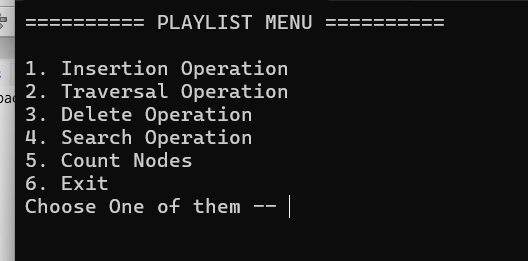 ========== PLAYLIST MENU ==========
1. Insertion Operation
2. Traversal Operation
3. Delete Operation
4. Search Operation
5. Count Nodes
6. Exit
Choose One of them --